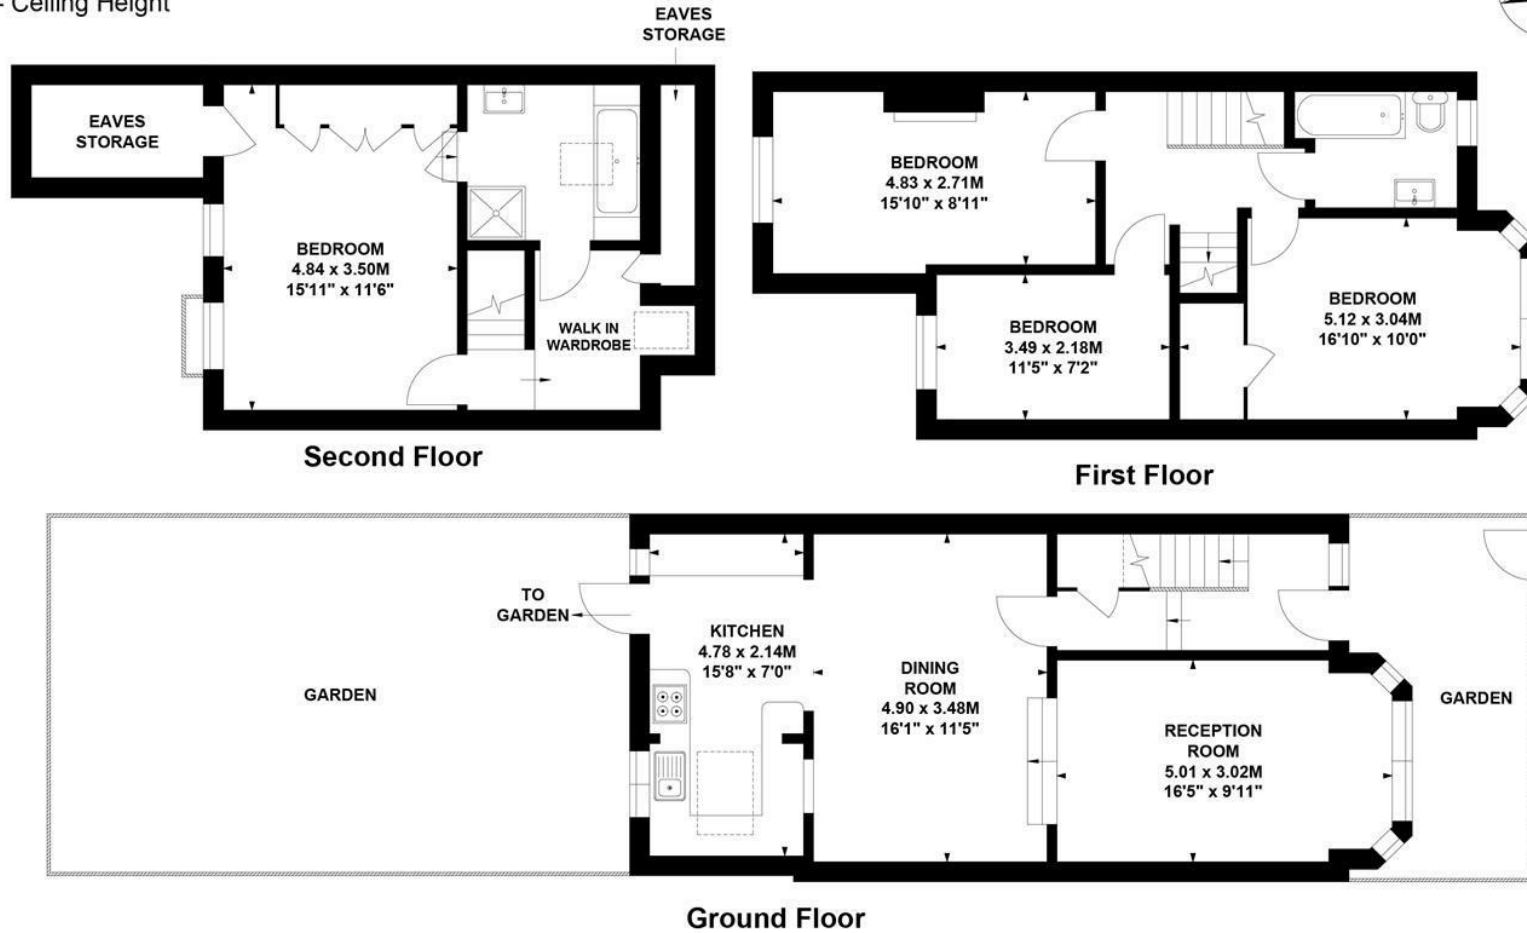 - Ceiling Height
EAVES
STORAGE
EAVES
STORAGE
BEDROOM
4.84 x 3.50M
15'11" x 11'6"
WALK IN
WARDROBE
Second Floor
BEDROOM
4.83 x 2.71M
15'10" x 8'11"
BEDROOM
3.49 x 2.18M
11'5" x 7'2"
BEDROOM
5.12 x 3.04M
16'10" x 10'0"
First Floor
GARDEN
TO
GARDEN
KITCHEN
4.78 x 2.14M
15'8" x 7'0"
DINING
ROOM
4.90 x 3.48M
16'1" x 11'5"
RECEPTION
ROOM
5.01 x 3.02M
16'5" x 9'11"
GARDEN
Ground Floor